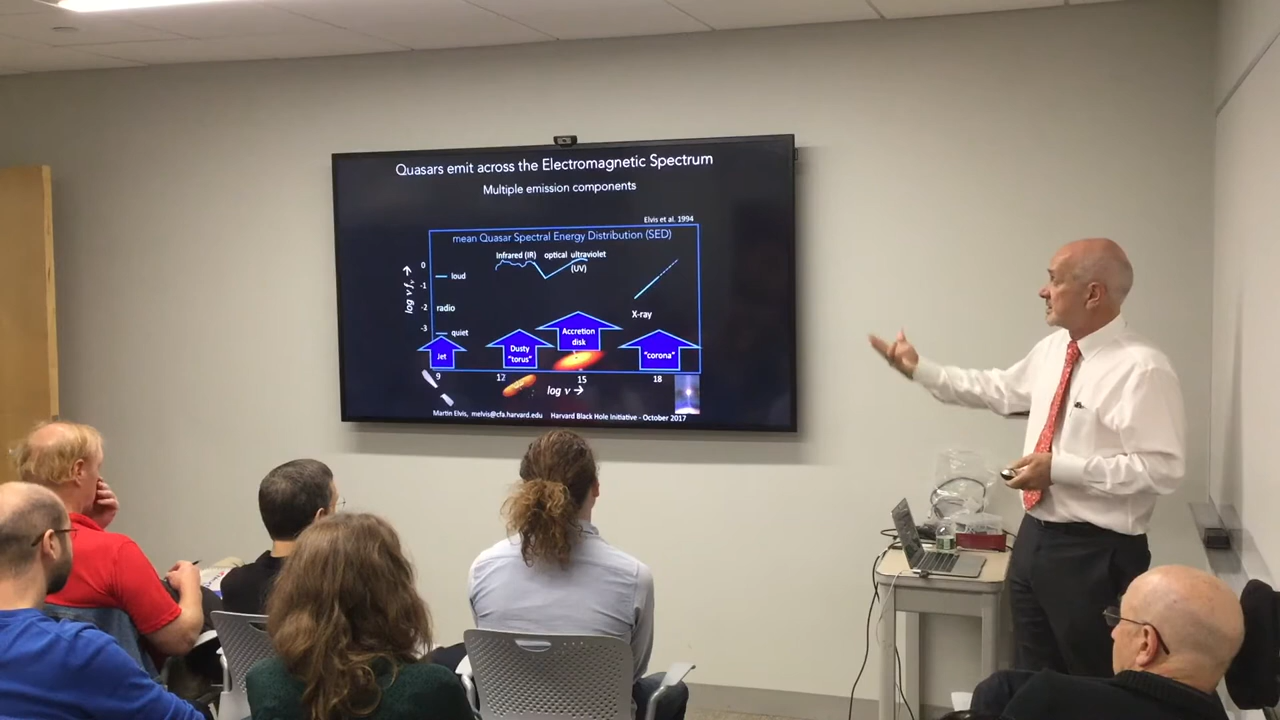 Quasars emit across the Electromagnetic Spectrum
Multiple emission components
Elvis et al. 1994
mean Quasar Spectral Energy Distribution (SED)
Infrared (IR) optical ultraviolet
(UV)
log ν fν →
0
-1
-2
-3
loud
radio
quiet
X-ray
Jet
Dusty
"torus"
Accretion
disk
"corona"
9 12 15 18
log ν →
Martin Elvis, melvis@cfa.harvard.edu Harvard Black Hole Initiative - October 2017